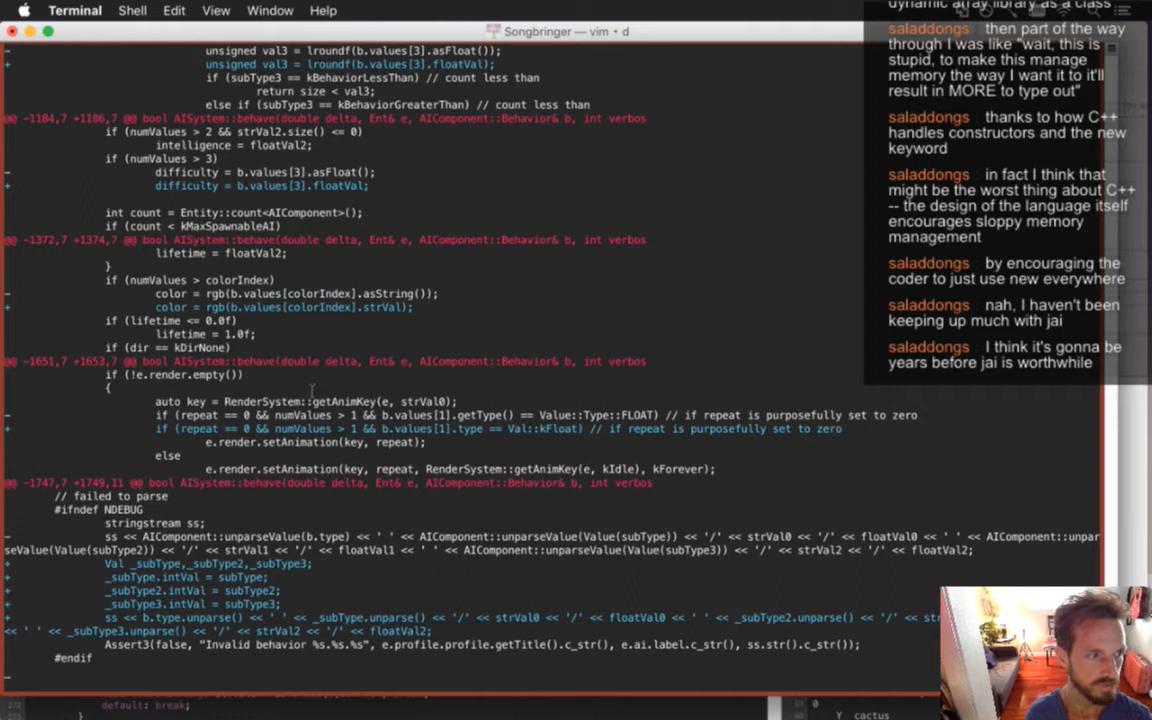 Terminal Shell Edit View Window Help
Songbringer — vim • d
unsigned val3 = lroundf(b.values[3].asFloat());
+ unsigned val3 = lroundf(b.values[3].floatVal);
if (subType3 == kBehaviorLessThan) // count less than
return size < val3;
else if (subType3 == kBehaviorGreaterThan) // count less than
@@ -1184,7 +1186,7 @@ bool AISystem::behave(double delta, Ent& e, AIComponent::Behavior& b, int verbos
if (numValues > 2 && strVal2.size() <= 0)
intelligence = floatVal2;
if (numValues > 3)
- difficulty = b.values[3].asFloat();
+ difficulty = b.values[3].floatVal;
int count = Entity::count<AIComponent>();
if (count < kMaxSpawnableAI)
@@ -1372,7 +1374,7 @@ bool AISystem::behave(double delta, Ent& e, AIComponent::Behavior& b, int verbos
lifetime = floatVal2;
}
if (numValues > colorIndex)
- color = rgb(b.values[colorIndex].asString());
+ color = rgb(b.values[colorIndex].strVal);
if (lifetime <= 0.0f)
lifetime = 1.0f;
if (dir == kDirNone)
@@ -1651,7 +1653,7 @@ bool AISystem::behave(double delta, Ent& e, AIComponent::Behavior& b, int verbos
if (!e.render.empty())
{
auto key = RenderSystem::getAnimKey(e, strVal0);
- if (repeat == 0 && numValues > 1 && b.values[1].getType() == Value::Type::FLOAT) // if repeat is purposefully set to zero
+ if (repeat == 0 && numValues > 1 && b.values[1].type == Val::kFloat) // if repeat is purposefully set to zero
e.render.setAnimation(key, repeat);
else
e.render.setAnimation(key, repeat, RenderSystem::getAnimKey(e, kIdle), kForever);
@@ -1747,7 +1749,11 @@ bool AISystem::behave(double delta, Ent& e, AIComponent::Behavior& b, int verbos
// failed to parse
#ifndef NDEBUG
stringstream ss;
- ss << AIComponent::unparseValue(b.type) << ' ' << AIComponent::unparseValue(Value(subType)) << '/' << strVal0 << '/' << floatVal0 << ' ' << AIComponent::unpar
seValue(Value(subType2)) << '/' << strVal1 << '/' << floatVal1 << ' ' << AIComponent::unparseValue(Value(subType3)) << '/' << strVal2 << '/' << floatVal2;
+ Val _subType,_subType2,_subType3;
+ _subType.intVal = subType;
+ _subType2.intVal = subType2;
+ _subType3.intVal = subType3;
+ ss << b.type.unparse() << ' ' << _subType.unparse() << '/' << strVal0 << '/' << floatVal0 << ' ' << _subType2.unparse() << '/' << str
<< ' ' << _subType3.unparse() << '/' << strVal2 << '/' << floatVal2;
Assert3(false, "Invalid behavior %s.%s.%s", e.profile.profile.getTitle().c_str(), e.ai.label.c_str(), ss.str().c_str());
#endif
default: break;
}
0
Y cactus
dynamic array library as a class
saladdongs then part of the way
through I was like "wait, this is
stupid, to make this manage
memory the way I want it to it'll
result in MORE to type out"
saladdongs thanks to how C++
handles constructors and the new
keyword
saladdongs in fact I think that
might be the worst thing about C++
-- the design of the language itself
encourages sloppy memory
management
saladdongs by encouraging the
coder to just use new everywhere
saladdongs nah, I haven't been
keeping up much with jai
saladdongs I think it's gonna be
years before jai is worthwhile